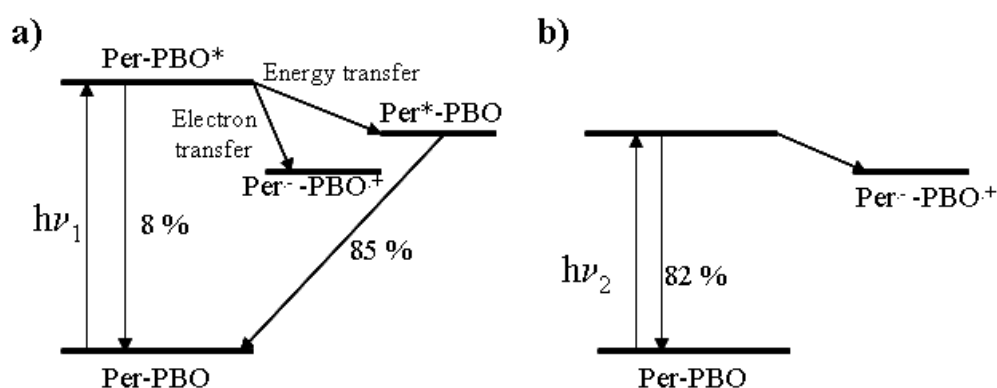 a)
Per-PBO*
Energy transfer
Per*-PBO
Electron
transfer
Per.- -PBO.+
hν1
8 %
85 %
Per-PBO
b)
Per.- -PBO.+
hν2
82 %
Per-PBO